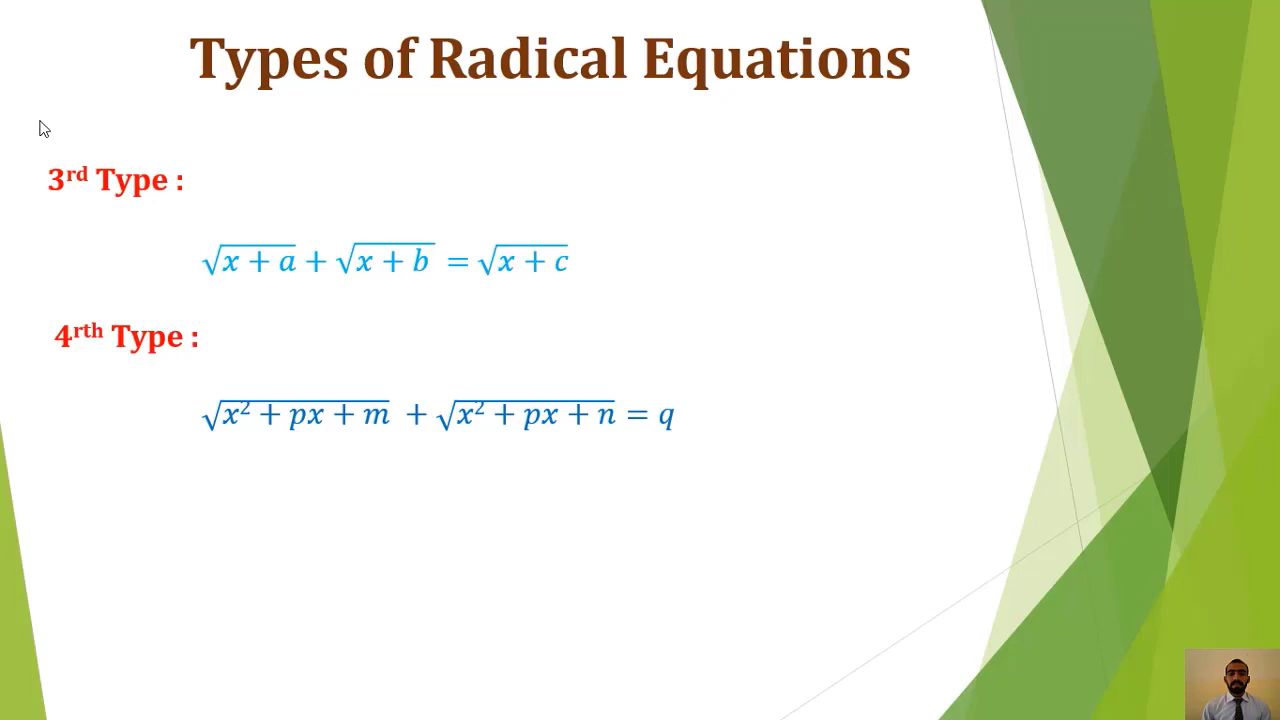 Types of Radical Equations
3rd Type :
√x + a + √x + b = √x + c
4rth Type :
√x² + px + m + √x² + px + n = q